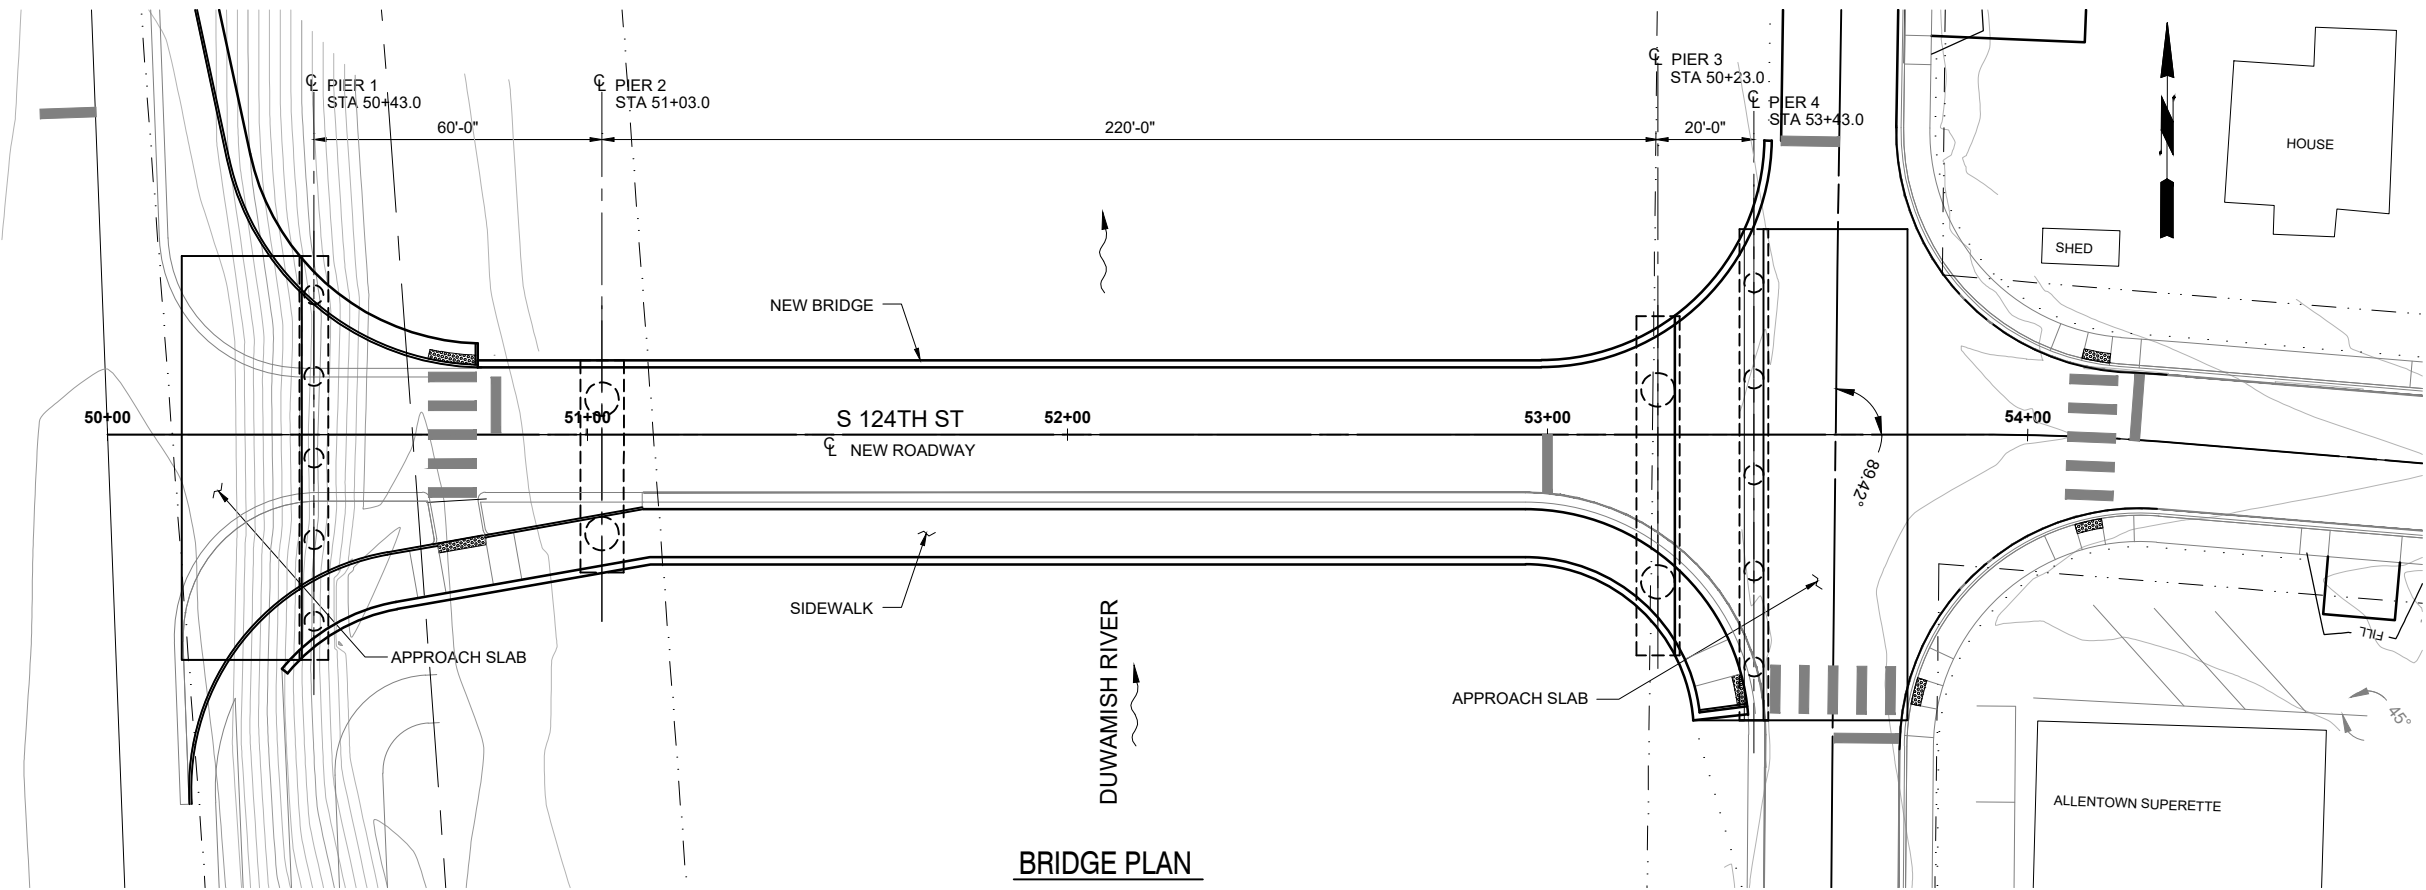 ℄ PIER 1
STA 50+43.0
℄ PIER 2
STA 51+03.0
℄ PIER 3
STA 50+23.0
℄ PIER 4
STA 53+43.0
60'-0"
220'-0"
20'-0"
N
HOUSE
SHED
NEW BRIDGE
50+00
51+00
52+00
53+00
54+00
S 124TH ST
℄ NEW ROADWAY
89.42°
SIDEWALK
APPROACH SLAB
APPROACH SLAB
DUWAMISH RIVER
FILL
45°
ALLENTOWN SUPERETTE
BRIDGE PLAN